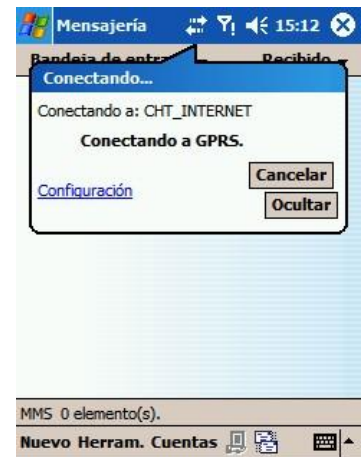 Mensajería 15:12
Bandeja de entra Recibido
Conectando...
Conectando a: CHT_INTERNET
Conectando a GPRS.
Cancelar
Configuración
Ocultar
MMS 0 elemento(s).
Nuevo Herram. Cuentas